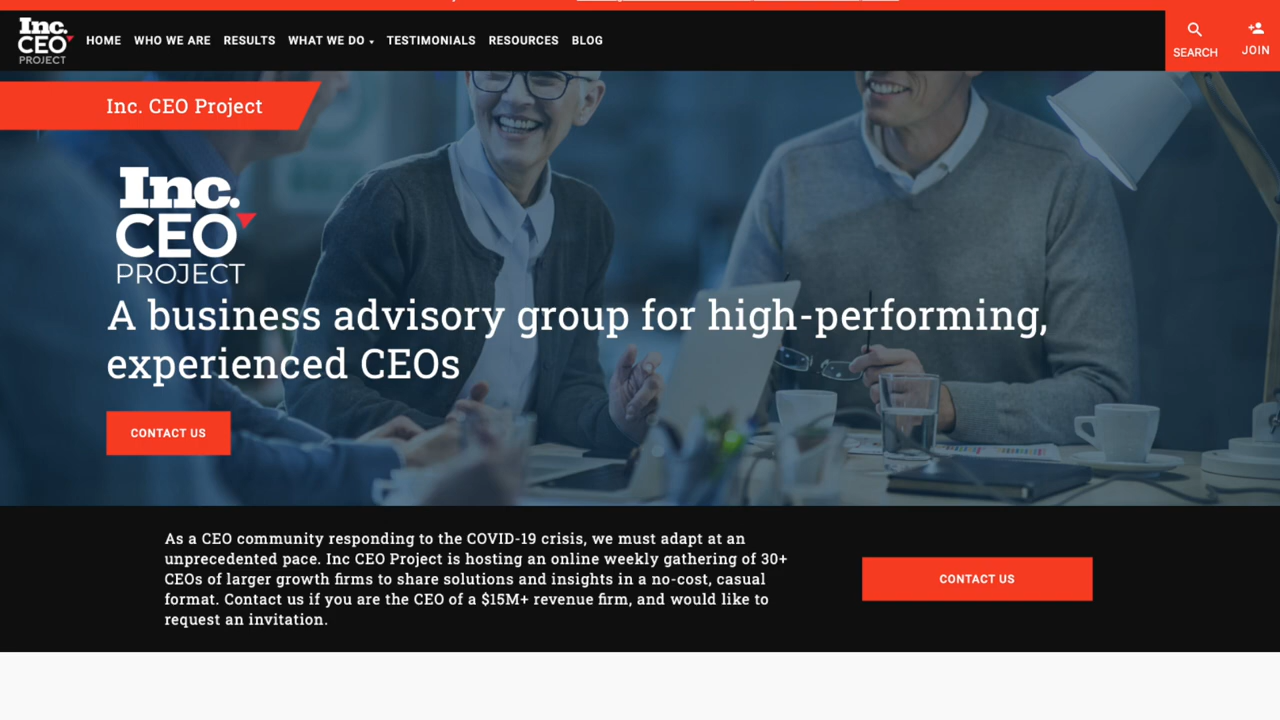 Inc.
CEO
PROJECT
HOME WHO WE ARE RESULTS WHAT WE DO TESTIMONIALS RESOURCES BLOG
SEARCH
JOIN
Inc. CEO Project
Inc.
CEO
PROJECT
A business advisory group for high-performing,
experienced CEOs
CONTACT US
As a CEO community responding to the COVID-19 crisis, we must adapt at an
unprecedented pace. Inc CEO Project is hosting an online weekly gathering of 30+
CEOs of larger growth firms to share solutions and insights in a no-cost, casual
format. Contact us if you are the CEO of a $15M+ revenue firm, and would like to
request an invitation.
CONTACT US